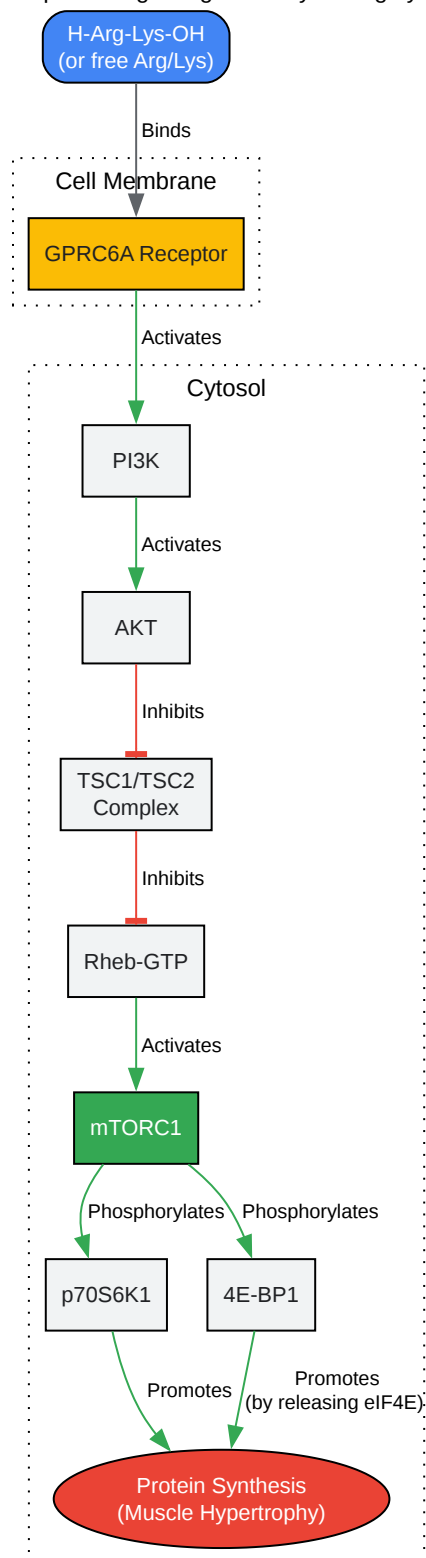 H-Arg-Lys-OH
(or free Arg/Lys)
Binds
Cell Membrane
GPRC6A Receptor
Activates
Cytosol
PI3K
Activates
AKT
Inhibits
TSC1/TSC2
Complex
Inhibits
Rheb-GTP
Activates
mTORC1
Phosphorylates
Phosphorylates
p70S6K1
4E-BP1
Promotes
Promotes
(by releasing eIF4E)
Protein Synthesis
(Muscle Hypertrophy)